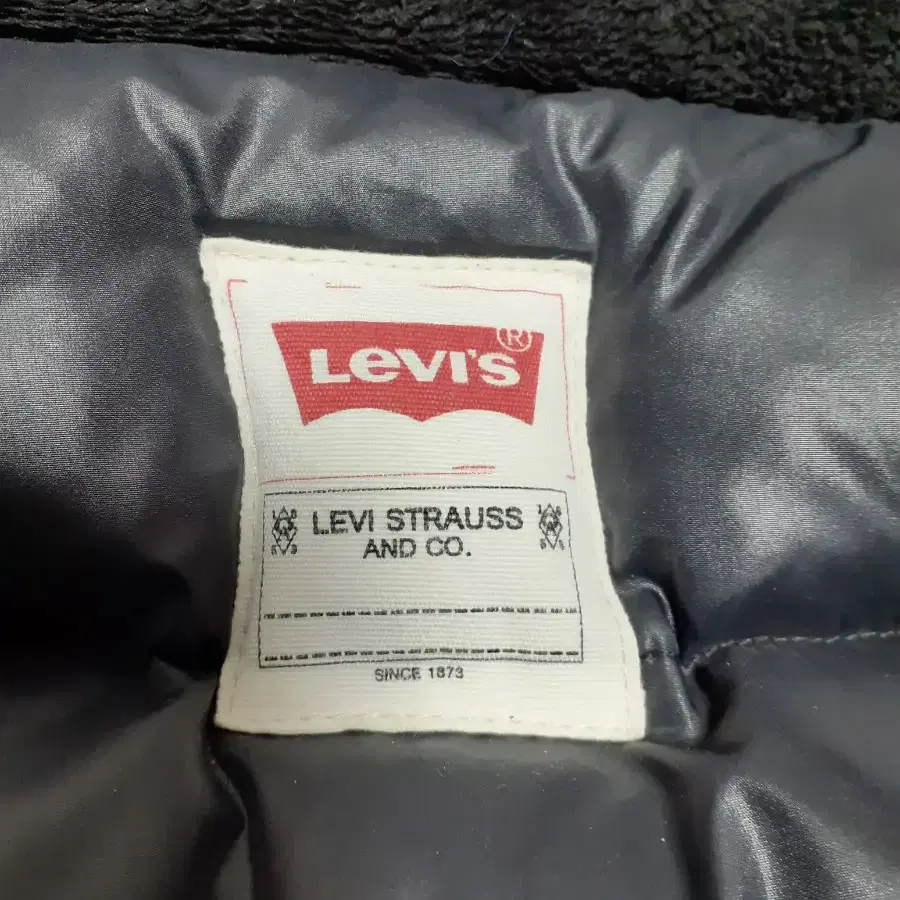 LEVI'S®
LEVI STRAUSS
AND CO.
SINCE 1873